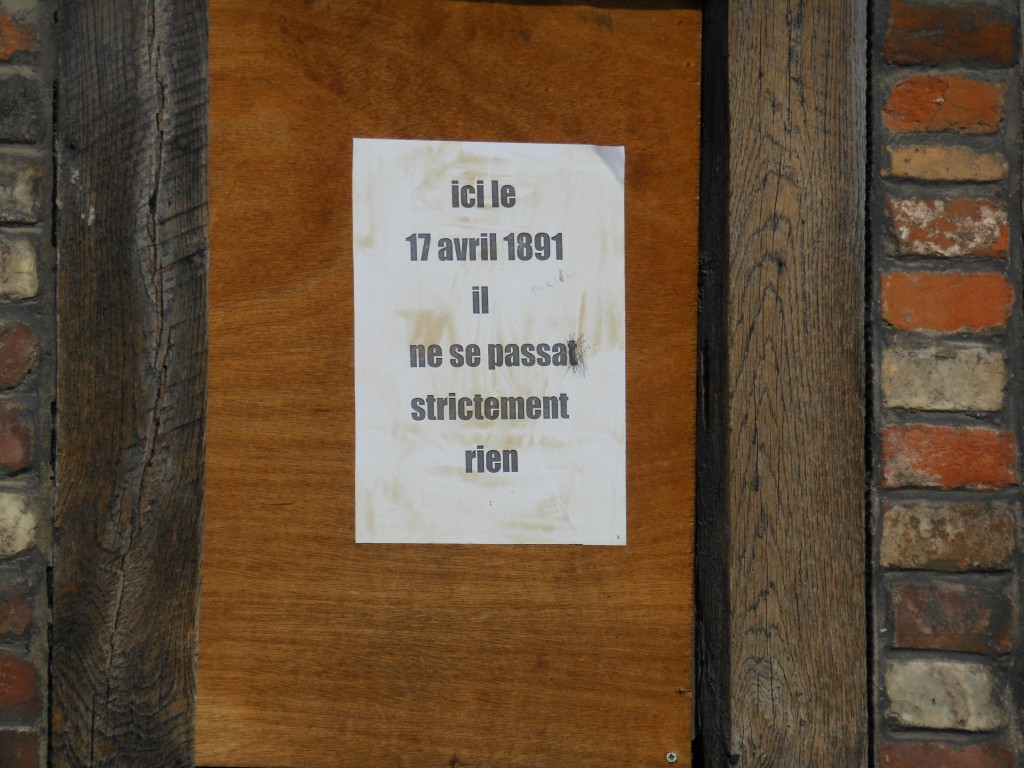 ici le
17 avril 1891
il
ne se passat
strictement
rien